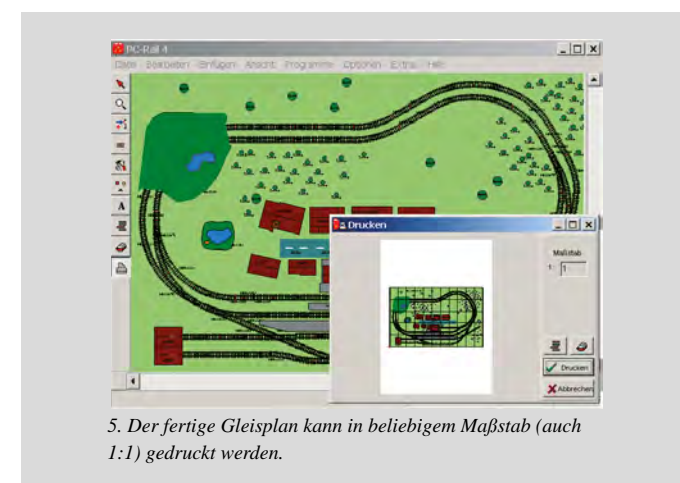 PC-Rail 4
Datei Bearbeiten Einfügen Ansicht Programme Optionen Extra Hilfe
A
Drucken
Maßstab
1 : 1
Drucken
Abbrechen
5. Der fertige Gleisplan kann in beliebigem Maßstab (auch
1:1) gedruckt werden.